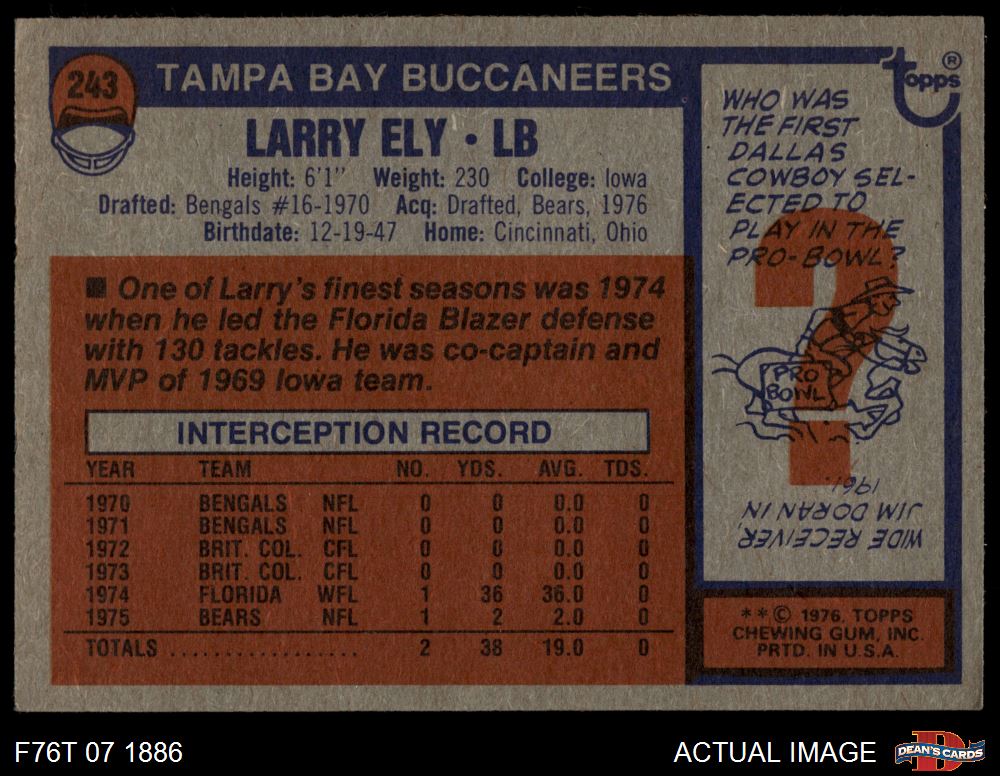 243
TAMPA BAY BUCCANEERS
LARRY ELY • LB
Height: 6'1" Weight: 230 College: Iowa
Drafted: Bengals #16-1970 Acq: Drafted, Bears, 1976
Birthdate: 12-19-47 Home: Cincinnati, Ohio
■ One of Larry's finest seasons was 1974
when he led the Florida Blazer defense
with 130 tackles. He was co-captain and
MVP of 1969 Iowa team.
INTERCEPTION RECORD
YEAR TEAM NO. YDS. AVG. TDS.
1970 BENGALS NFL 0 0 0.0 0
1971 BENGALS NFL 0 0 0.0 0
1972 BRIT. COL. CFL 0 0 0.0 0
1973 BRIT. COL. CFL 0 0 0.0 0
1974 FLORIDA WFL 1 36 36.0 0
1975 BEARS NFL 1 2 2.0 0
TOTALS ................. 2 38 19.0 0
topps ®
WHO WAS
THE FIRST
DALLAS
COWBOY SEL-
ECTED TO
PLAY IN THE
PRO-BOWL?
?
PRO
BOWL
WIDE RECEIVER
JIM DORAN IN
1961.
**© 1976. TOPPS
CHEWING GUM, INC.
PRTD. IN U.S.A.
F76T 07 1886
ACTUAL IMAGE
D
DEAN'S CARDS